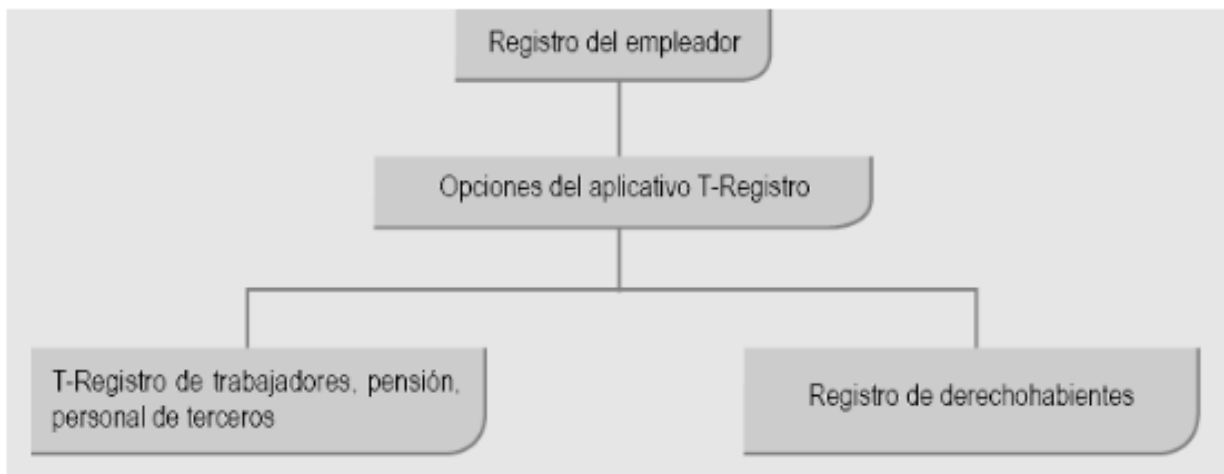 Registro del empleador
Opciones del aplicativo T-Registro
T-Registro de trabajadores, pensión,
personal de terceros
Registro de derechohabientes